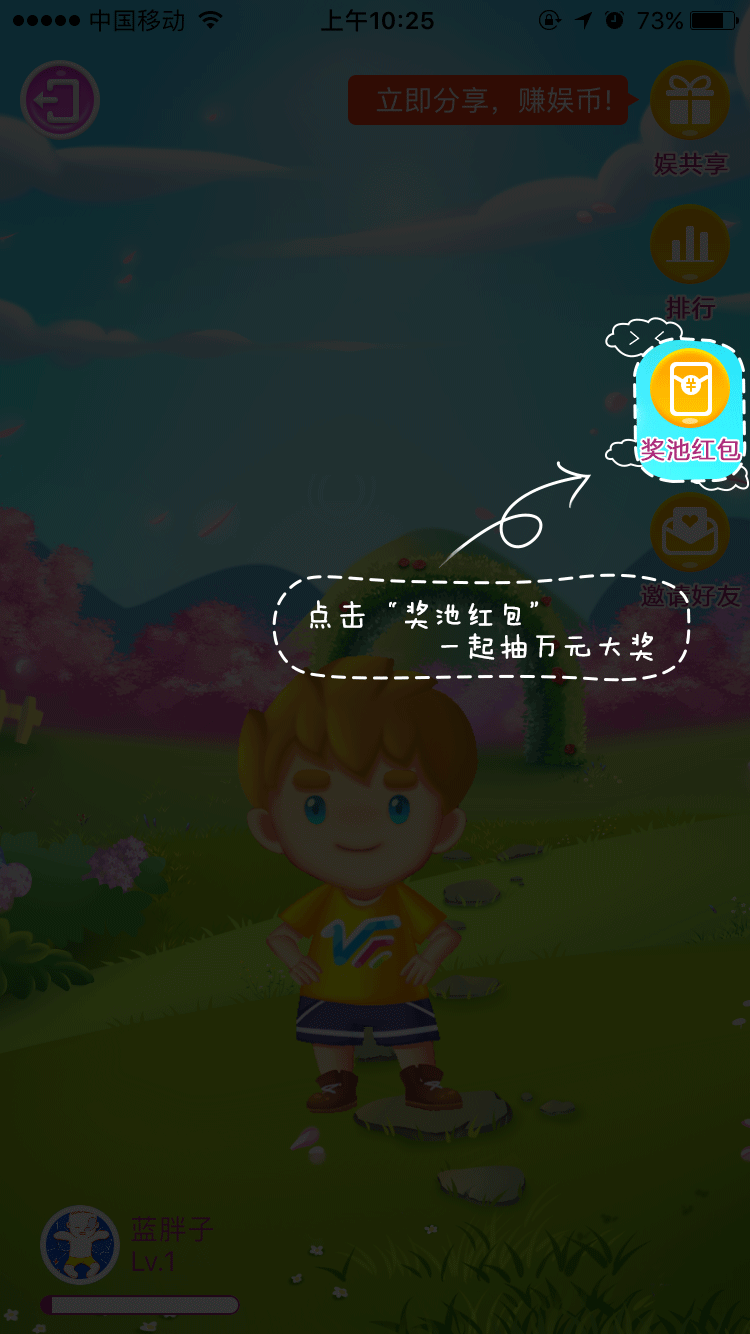 中国移动
上午10:25
73%
立即分享，赚娱币!
娱共享
排行
奖池红包
邀请好友
点击“奖池红包”
一起抽万元大奖
蓝胖子
Lv.1